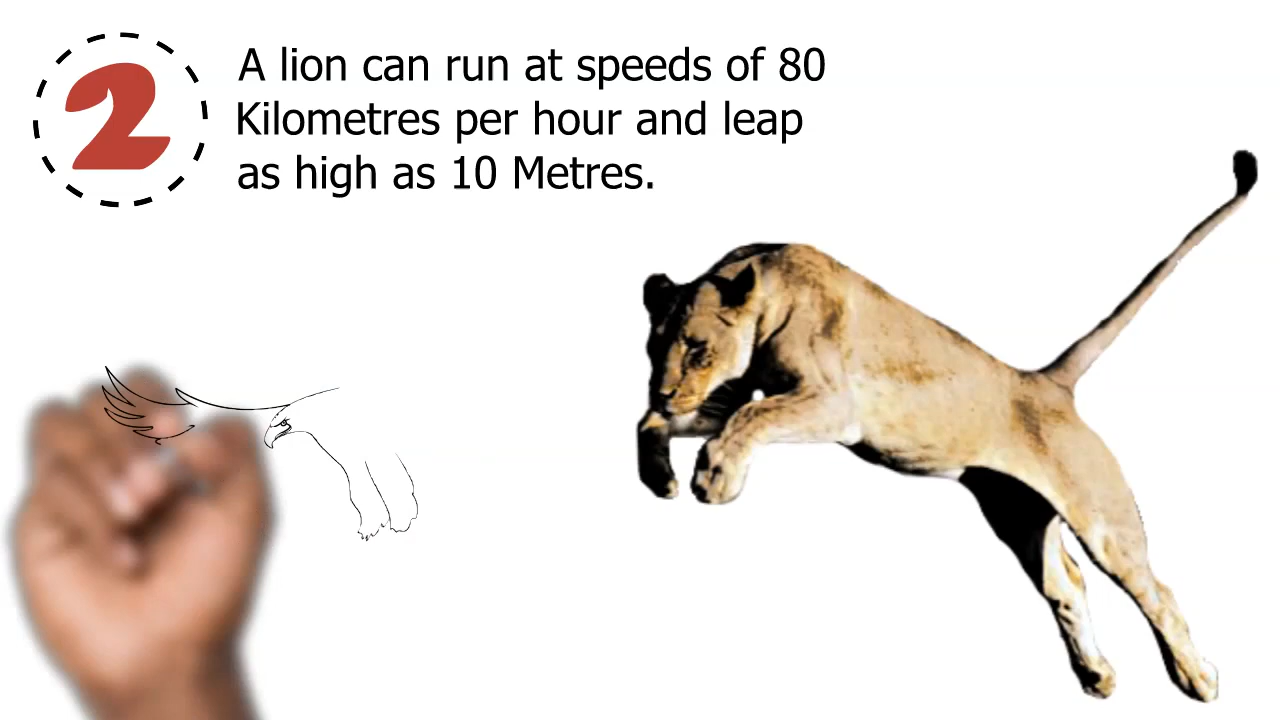 2
A lion can run at speeds of 80
Kilometres per hour and leap
as high as 10 Metres.